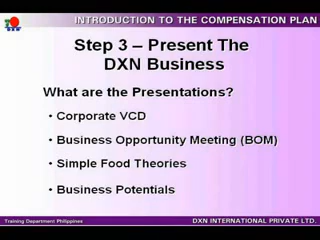 INTRODUCTION TO THE COMPENSATION PLAN
DXN
Step 3 – Present The
DXN Business
What are the Presentations?
• Corporate VCD
• Business Opportunity Meeting (BOM)
• Simple Food Theories
• Business Potentials
Training Department Philippines
DXN INTERNATIONAL PRIVATE LTD.